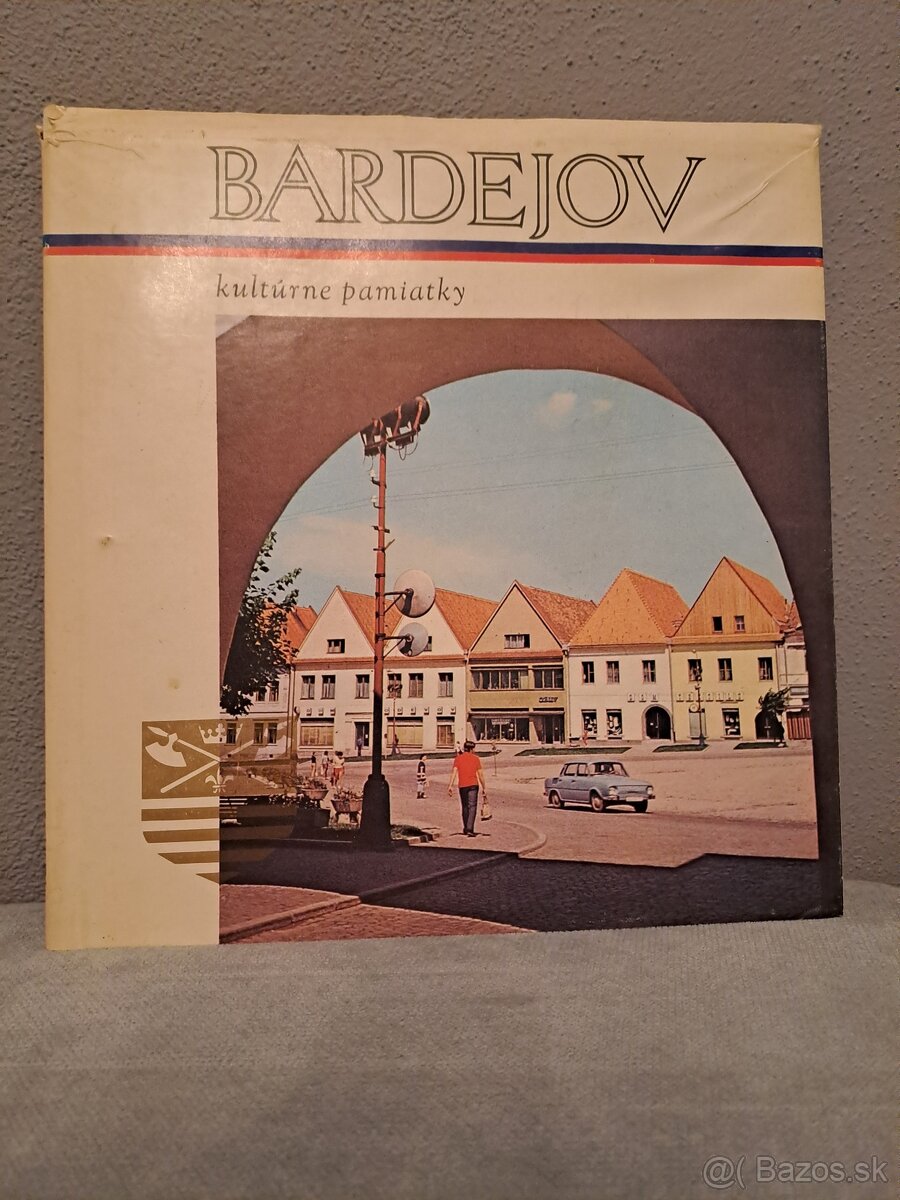 BARDEJOV
kultúrne pamiatky
@( Bazos.sk